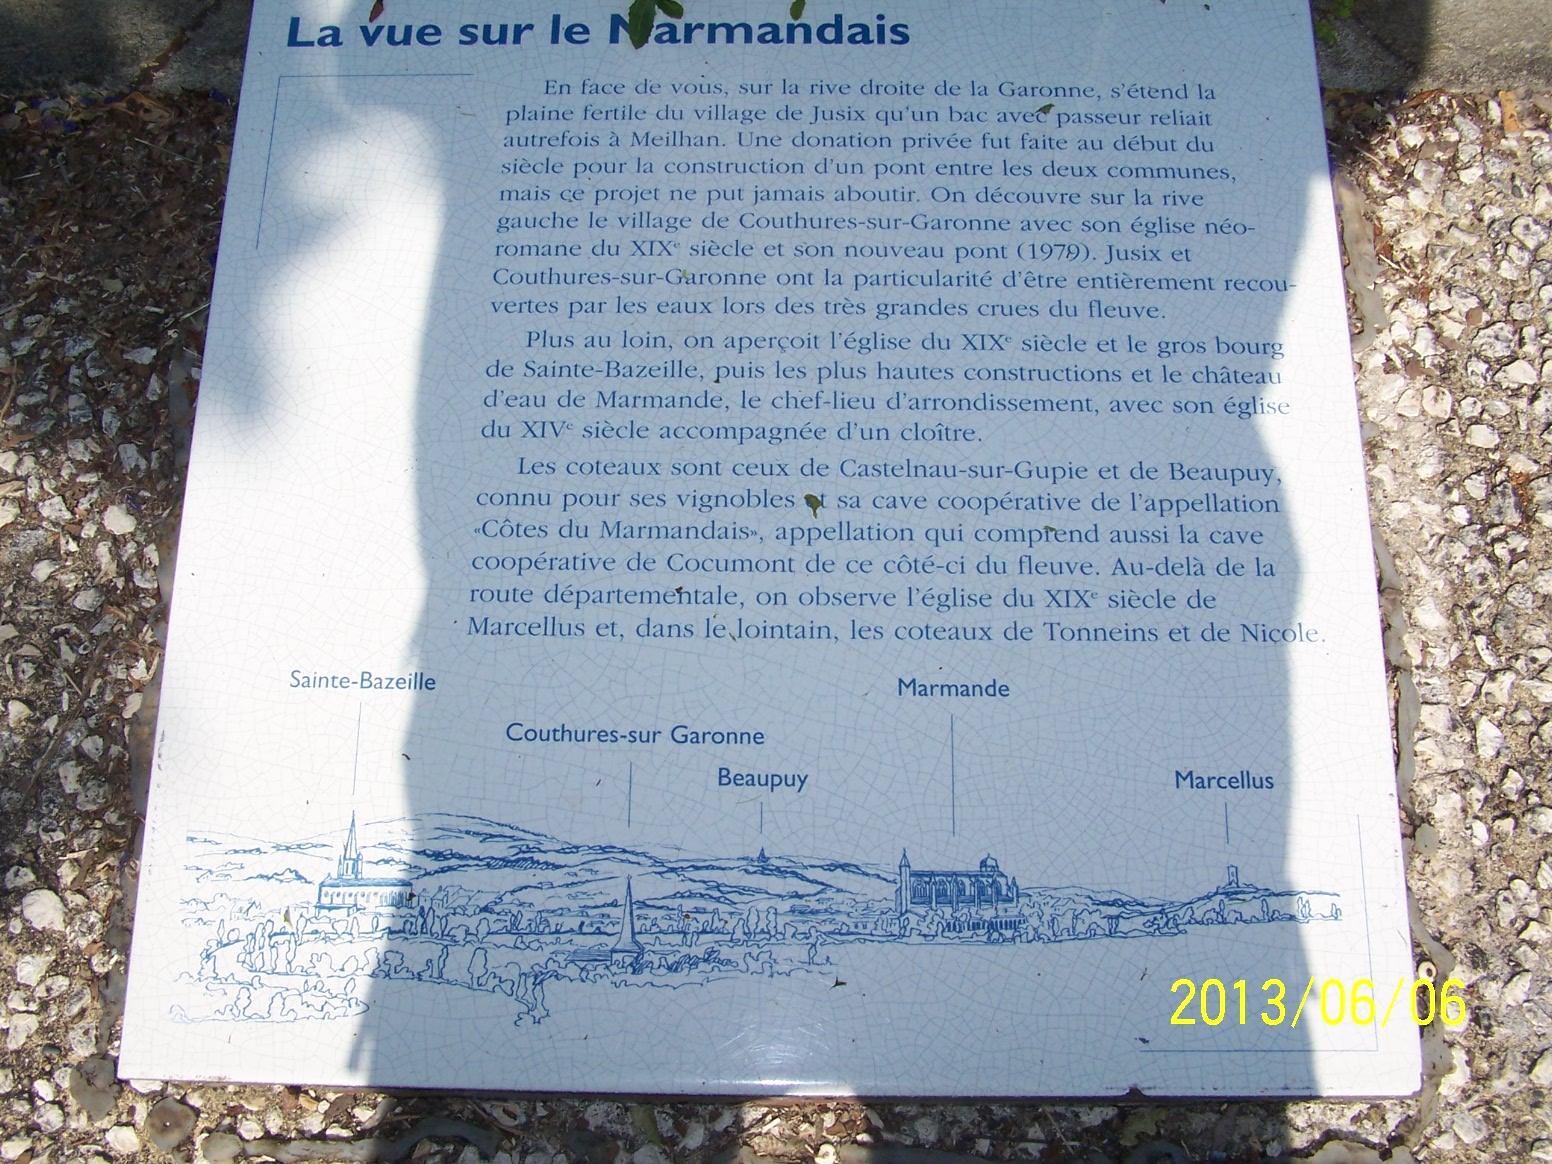 La vue sur le Marmandais
En face de vous, sur la rive droite de la Garonne, s'étend la
plaine fertile du village de Jusix qu'un bac avec passeur reliait
autrefois à Meilhan. Une donation privée fut faite au début du
siècle pour la construction d'un pont entre les deux communes,
mais ce projet ne put jamais aboutir. On découvre sur la rive
gauche le village de Couthures-sur-Garonne avec son église néo-
romane du XIXe siècle et son nouveau pont (1979). Jusix et
Couthures-sur-Garonne ont la particularité d'être entièrement recou-
vertes par les eaux lors des très grandes crues du fleuve.
Plus au loin, on aperçoit l'église du XIXe siècle et le gros bourg
de Sainte-Bazeille, puis les plus hautes constructions et le château
d'eau de Marmande, le chef-lieu d'arrondissement, avec son église
du XIVe siècle accompagnée d'un cloître.
Les coteaux sont ceux de Castelnau-sur-Gupie et de Beaupuy,
connu pour ses vignobles et sa cave coopérative de l'appellation
«Côtes du Marmandais», appellation qui comprend aussi la cave
coopérative de Cocumont de ce côté-ci du fleuve. Au-delà de la
route départementale, on observe l'église du XIXe siècle de
Marcellus et, dans le lointain, les coteaux de Tonneins et de Nicole.
Sainte-Bazeille
Marmande
Couthures-sur Garonne
Beaupuy
Marcellus
2013/06/06